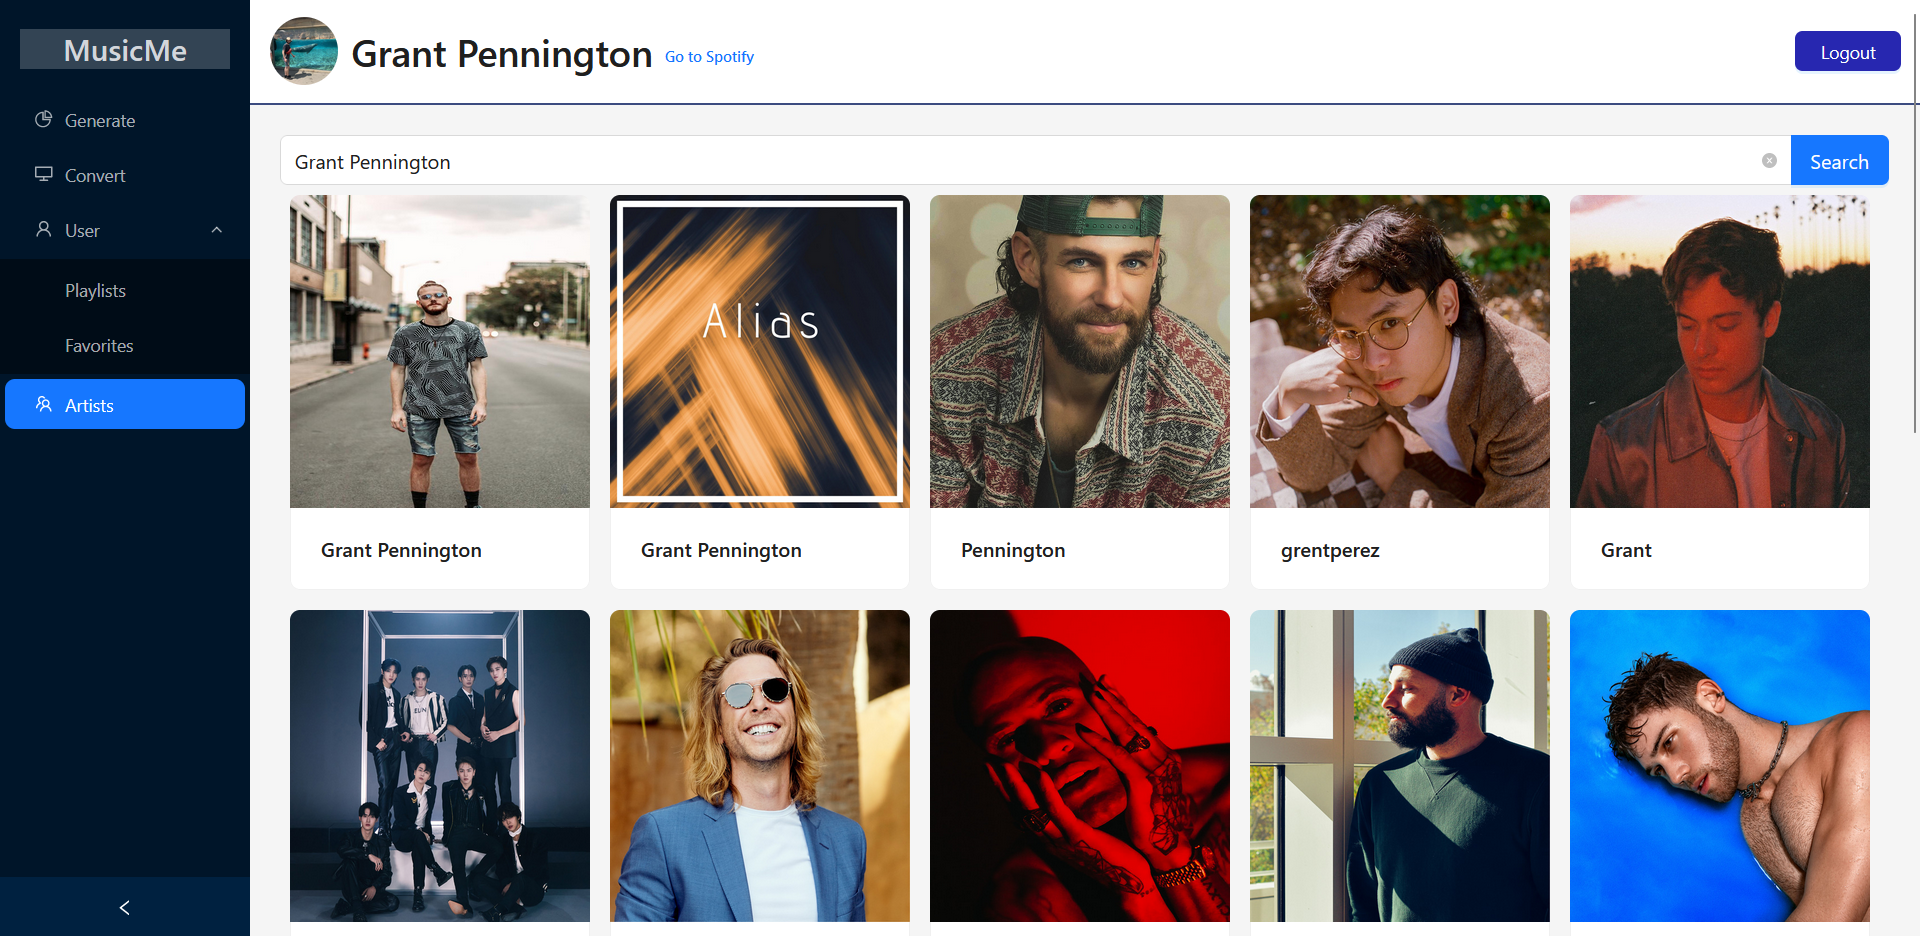 MusicMe
Generate
Convert
User
Playlists
Favorites
Artists
Grant Pennington Go to Spotify
Logout
Grant Pennington
Search
Alias
Grant Pennington
Grant Pennington
Pennington
grentperez
Grant